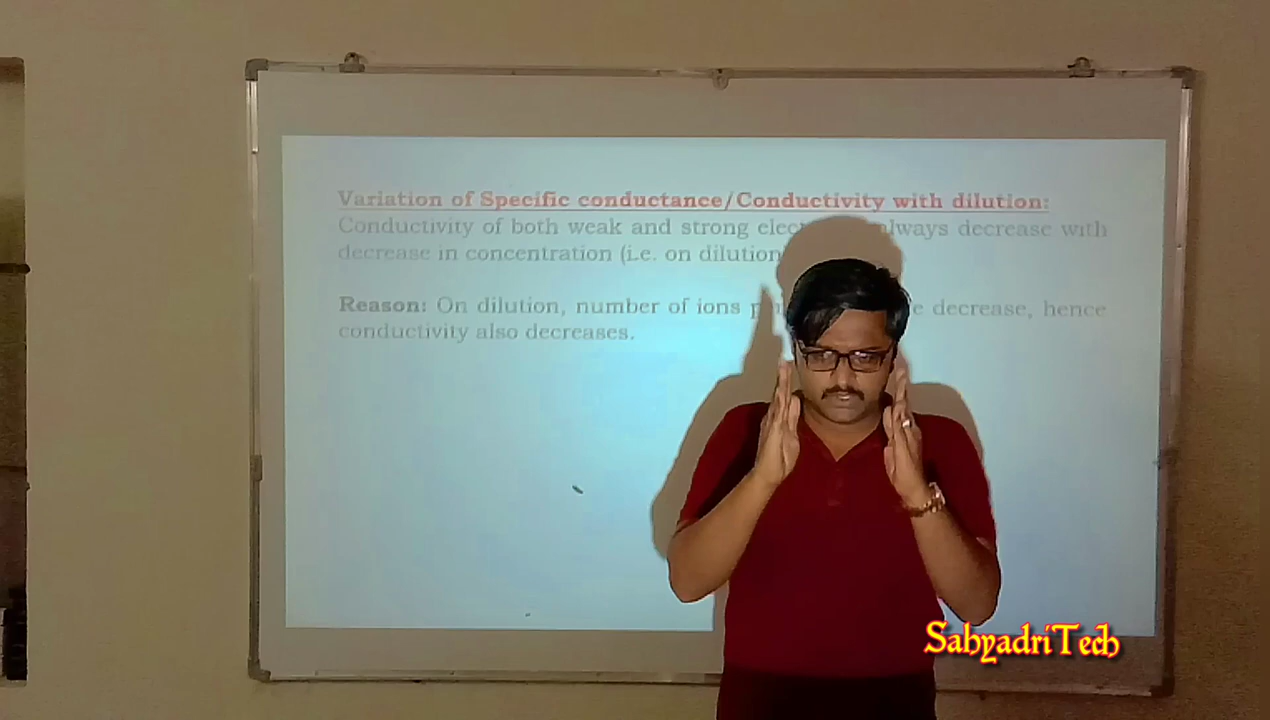 Variation of Specific conductance/Conductivity with dilution:
Conductivity of both weak and strong always decrease with
decrease in concentration (i.e. on dilution
Reason: On dilution, number of ions decrease, hence
conductivity also decreases.
SahyadriTech